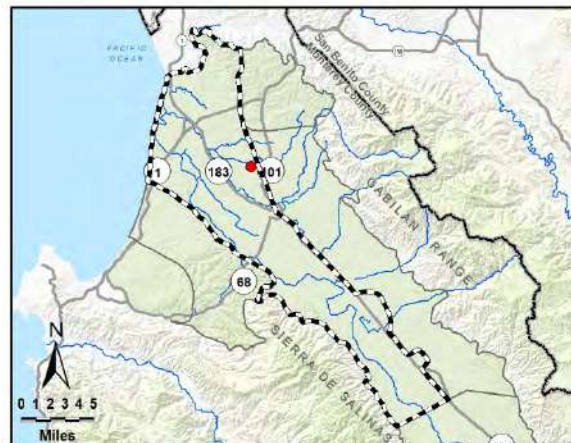 PACIFIC
OCEAN
1
San Benito County
Monterey County
1
183
101
GABILAN RANGE
68
SIERRA DE SALINAS
N
0 1 2 3 4 5
Miles